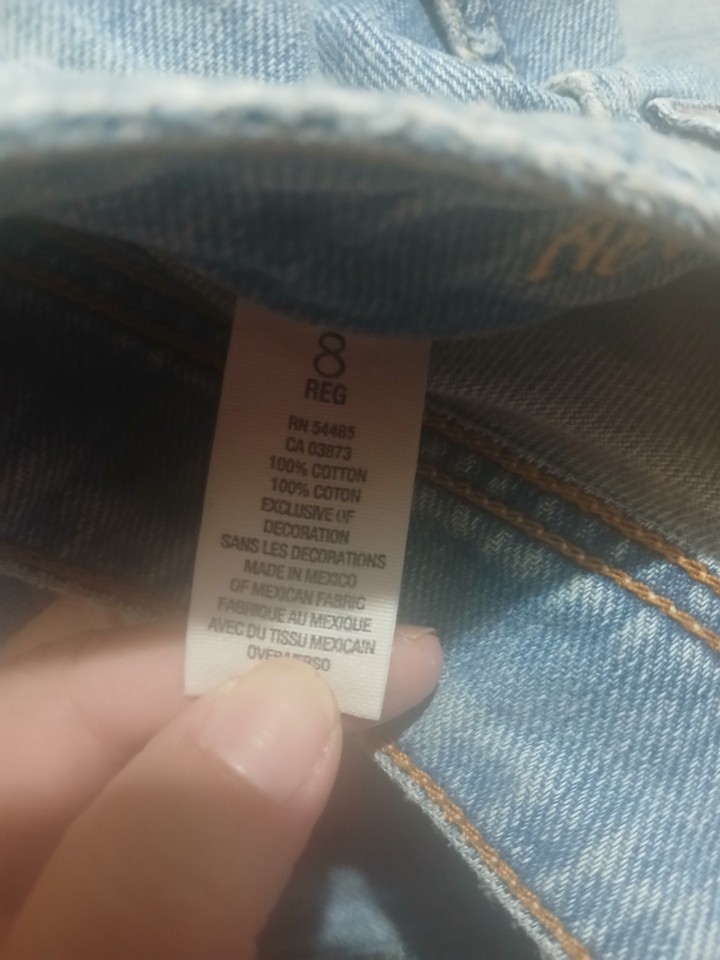 8
REG
RN 54485
CA 03873
100% COTTON
100% COTON
EXCLUSIVE OF
DECORATION
SANS LES DECORATIONS
MADE IN MEXICO
OF MEXICAN FABRIC
FABRIQUE AU MEXIQUE
AVEC DU TISSU MEXICAIN